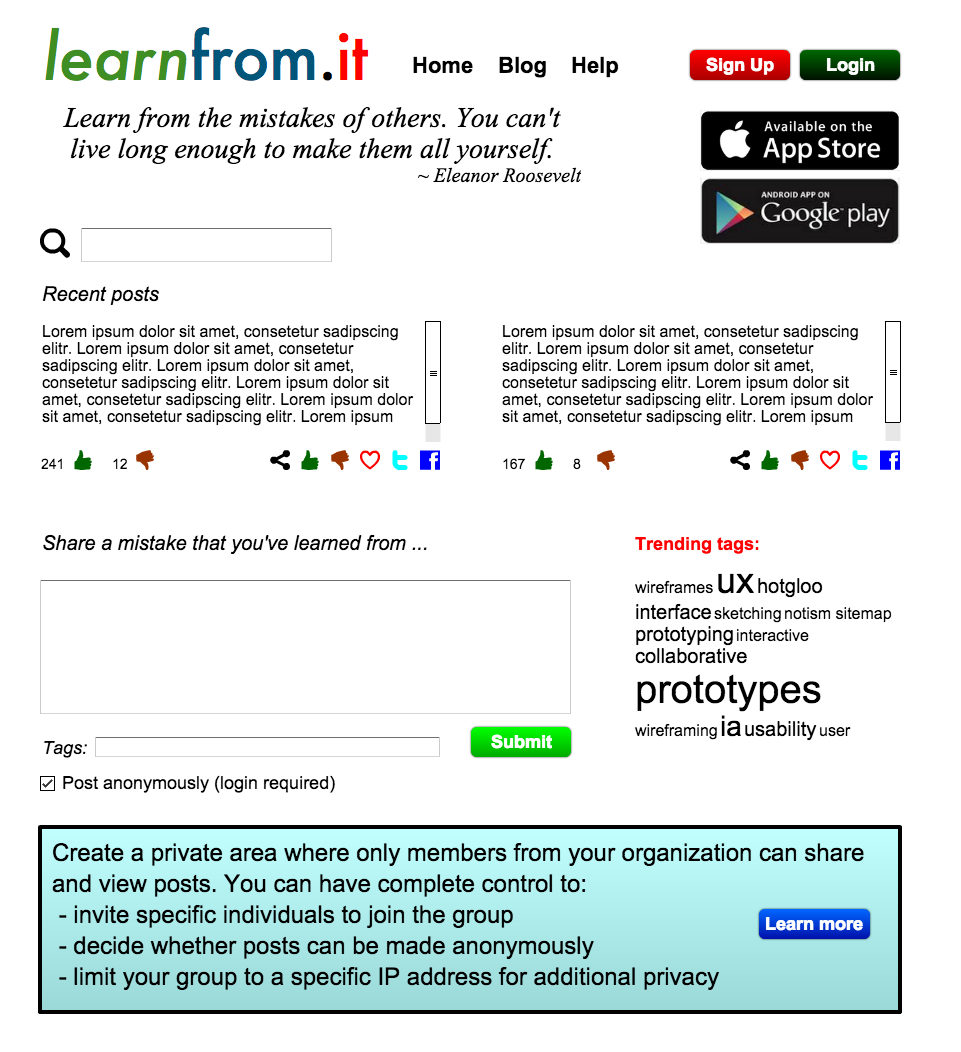 learnfrom.it
Home Blog Help
Sign Up
Login
Learn from the mistakes of others. You can't
live long enough to make them all yourself.
~ Eleanor Roosevelt
Available on the
App Store
ANDROID APP ON
Google play
Recent posts
Lorem ipsum dolor sit amet, consetetur sadipscing
elitr. Lorem ipsum dolor sit amet, consetetur
sadipscing elitr. Lorem ipsum dolor sit amet,
consetetur sadipscing elitr. Lorem ipsum dolor sit
amet, consetetur sadipscing elitr. Lorem ipsum dolor
sit amet, consetetur sadipscing elitr. Lorem ipsum
241 12
Lorem ipsum dolor sit amet, consetetur sadipscing
elitr. Lorem ipsum dolor sit amet, consetetur
sadipscing elitr. Lorem ipsum dolor sit amet,
consetetur sadipscing elitr. Lorem ipsum dolor sit
amet, consetetur sadipscing elitr. Lorem ipsum dolor
sit amet, consetetur sadipscing elitr. Lorem ipsum
167 8
Share a mistake that you've learned from ...
Tags:
Submit
Post anonymously (login required)
Trending tags:
wireframes ux hotgloo
interface sketching notism sitemap
prototyping interactive
collaborative
prototypes
wireframing ia usability user
Create a private area where only members from your organization can share
and view posts. You can have complete control to:
- invite specific individuals to join the group
- decide whether posts can be made anonymously
- limit your group to a specific IP address for additional privacy
Learn more